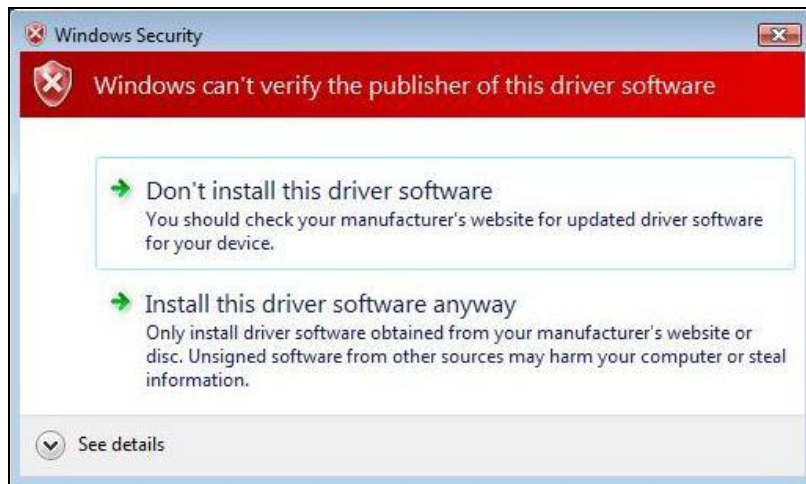 Windows Security
Windows can't verify the publisher of this driver software
Don't install this driver software
You should check your manufacturer's website for updated driver software
for your device.
Install this driver software anyway
Only install driver software obtained from your manufacturer's website or
disc. Unsigned software from other sources may harm your computer or steal
information.
See details